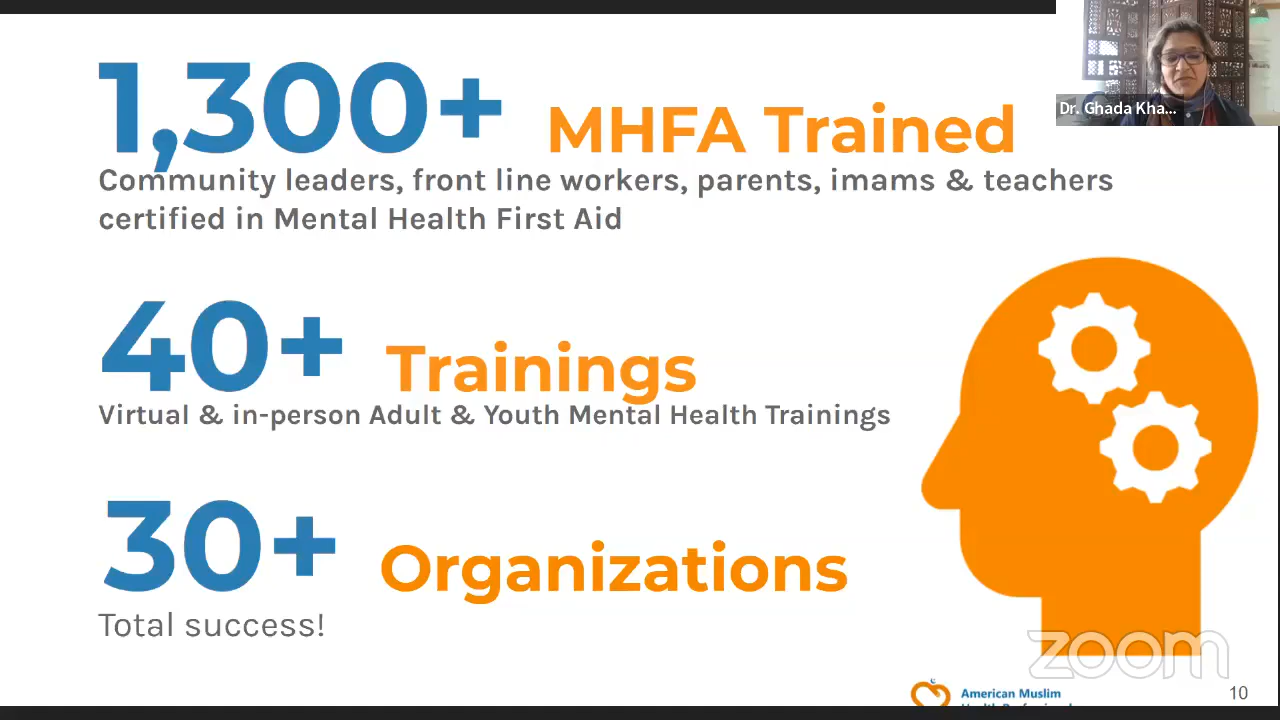 1,300+ MHFA Trained
Community leaders, front line workers, parents, imams & teachers
certified in Mental Health First Aid
40+ Trainings
Virtual & in-person Adult & Youth Mental Health Trainings
30+ Organizations
Total success!
Dr. Ghada Kha...
zoom
American Muslim
10